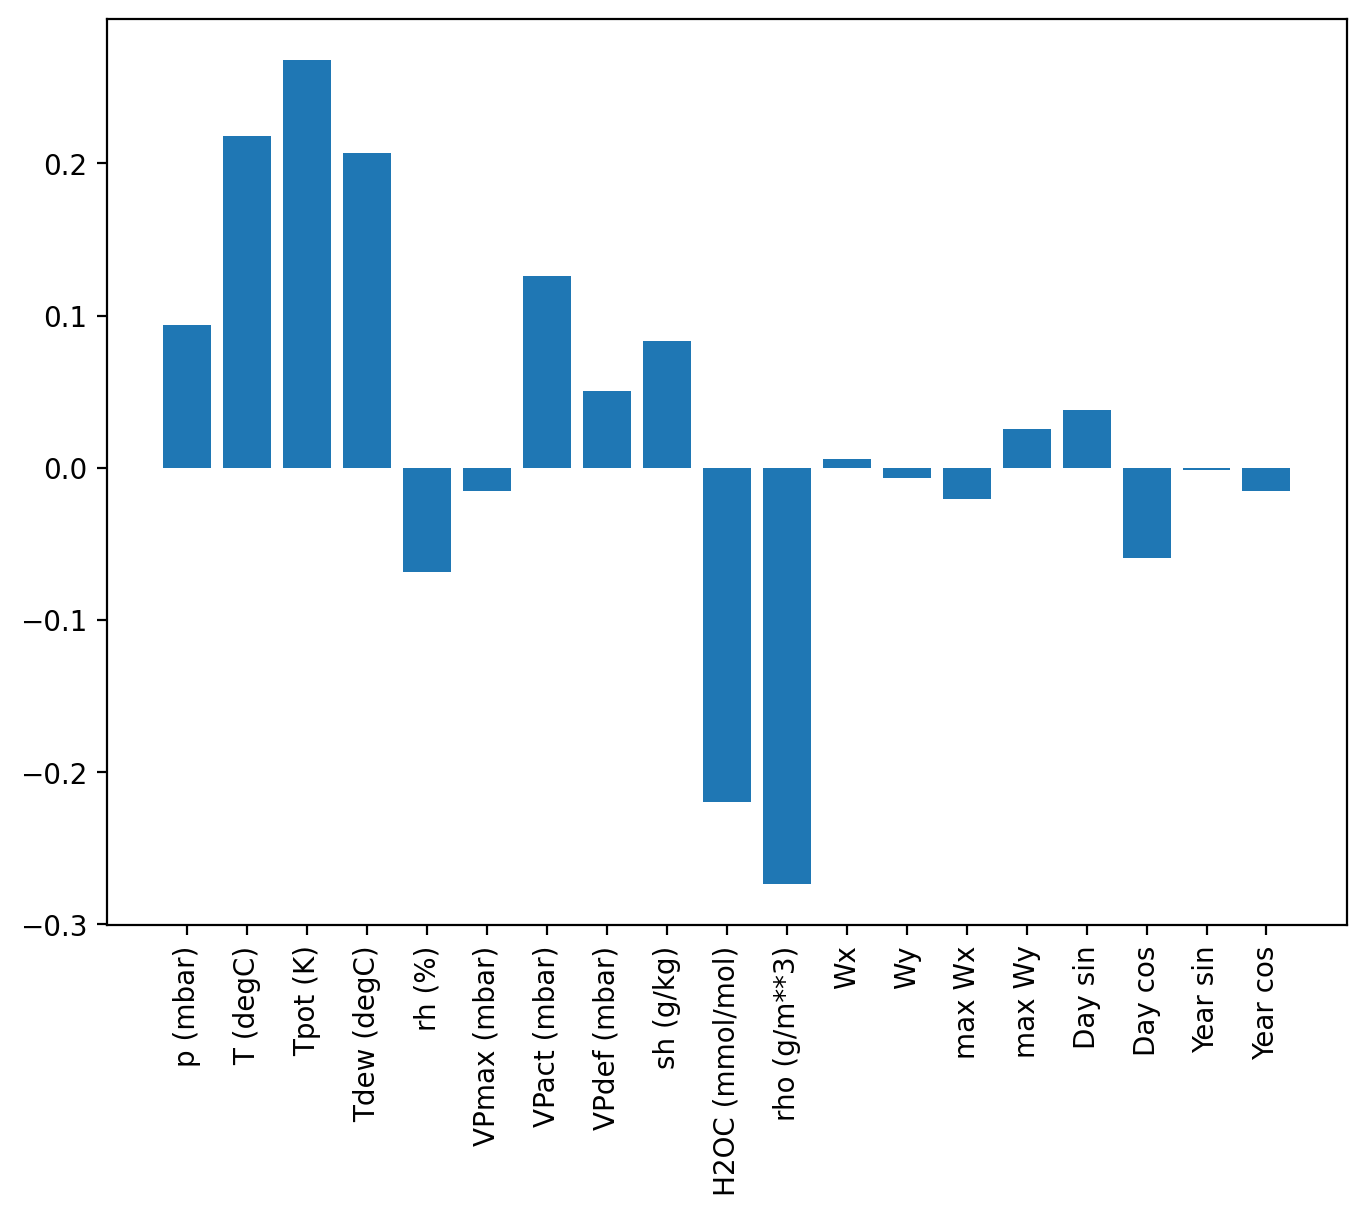 0.2
0.1
0.0
−0.1
−0.2
−0.3
p (mbar)
T (degC)
Tpot (K)
Tdew (degC)
rh (%)
VPmax (mbar)
VPact (mbar)
VPdef (mbar)
sh (g/kg)
H2OC (mmol/mol)
rho (g/m**3)
Wx
Wy
max Wx
max Wy
Day sin
Day cos
Year sin
Year cos